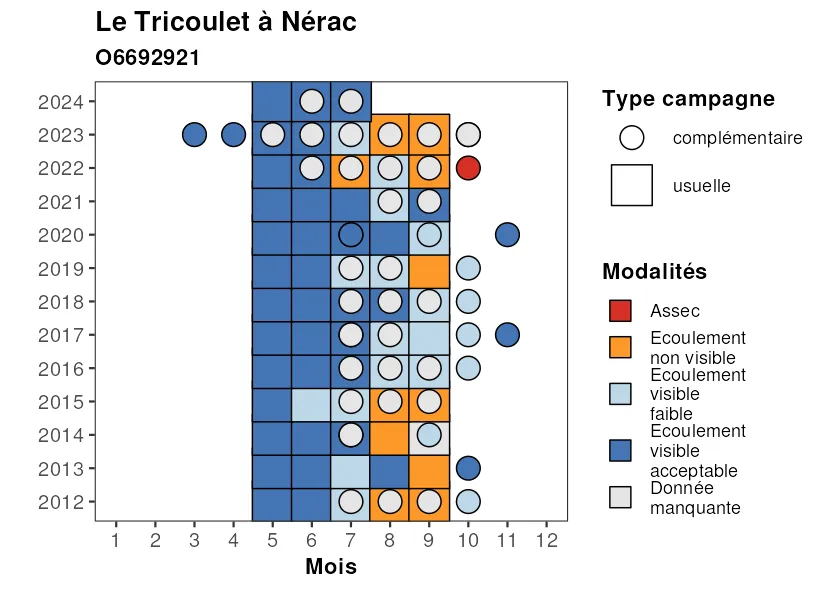 Le Tricoulet à Nérac
O6692921
2024
2023
2022
2021
2020
2019
2018
2017
2016
2015
2014
2013
2012
1 2 3 4 5 6 7 8 9 10 11 12
Mois
Type campagne
complémentaire
usuelle
Modalités
Assec
Ecoulement
non visible
Ecoulement
visible
faible
Ecoulement
visible
acceptable
Donnée
manquante